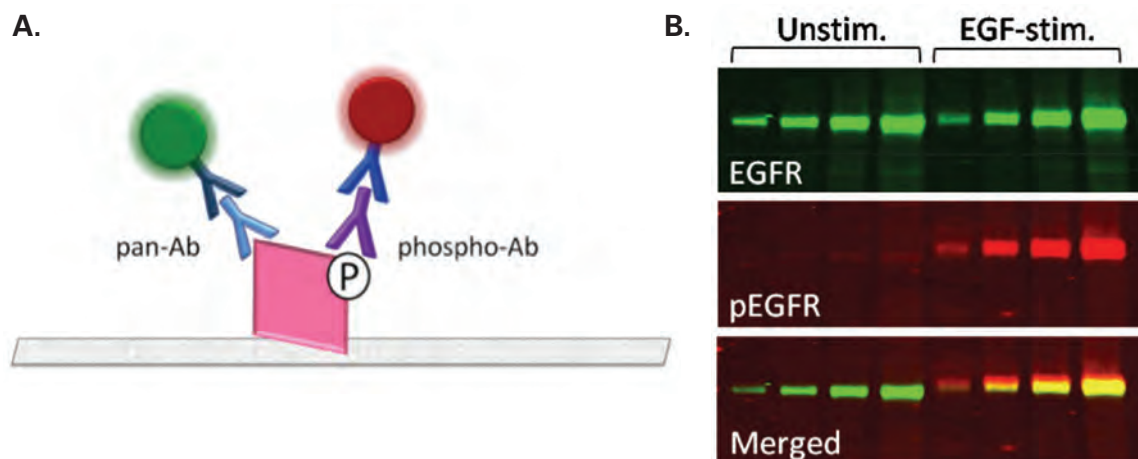 A.
pan-Ab
phospho-Ab
P
B.
Unstim.
EGF-stim.
EGFR
pEGFR
Merged